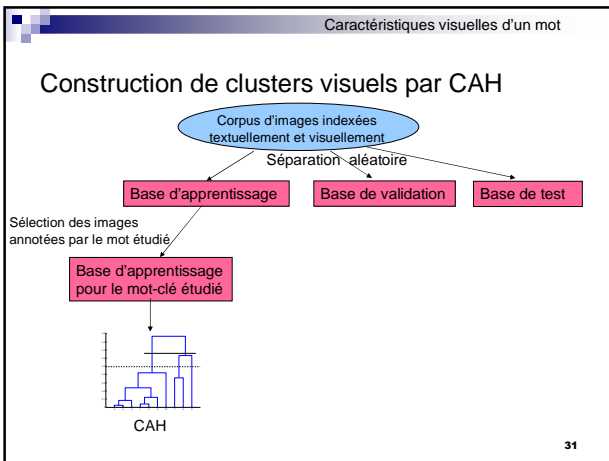 Caractéristiques visuelles d'un mot
Construction de clusters visuels par CAH
Corpus d'images indexées
textuellement et visuellement
Séparation aléatoire
Base d'apprentissage
Base de validation
Base de test
Sélection des images
annotées par le mot étudié
Base d'apprentissage
pour le mot-clé étudié
CAH
31